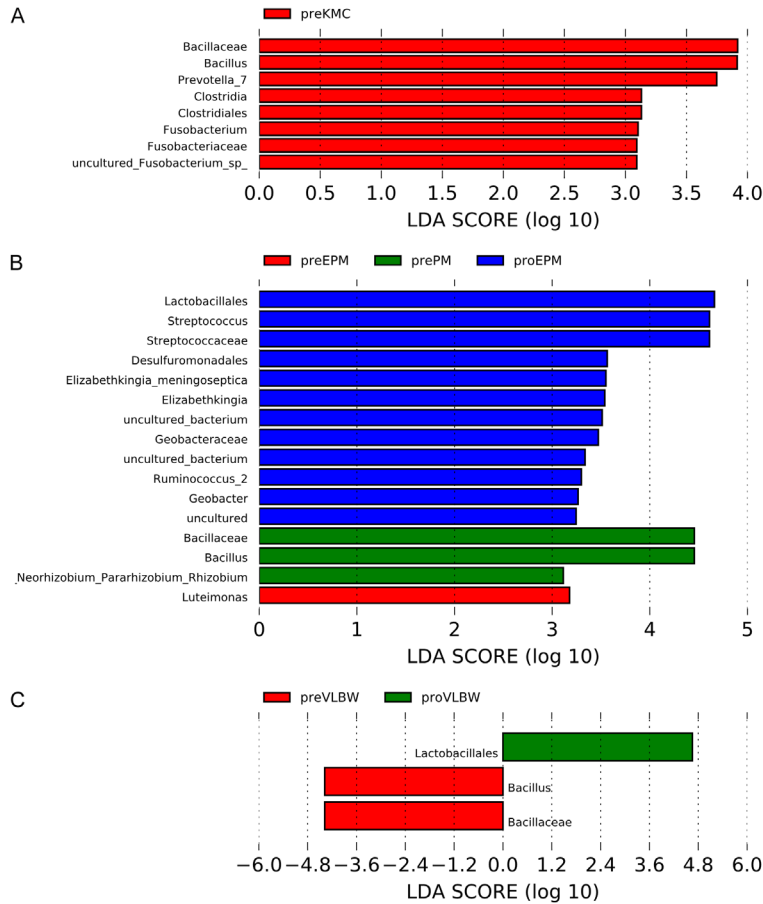 A
preKMC
Bacillaceae
Bacillus
Prevotella_7
Clostridia
Clostridiales
Fusobacterium
Fusobacteriaceae
uncultured_Fusobacterium_sp_
0.0 0.5 1.0 1.5 2.0 2.5 3.0 3.5 4.0
LDA SCORE (log 10)
B
preEPM prePM proEPM
Lactobacillales
Streptococcus
Streptococcaceae
Desulfuromonadales
Elizabethkingia_meningoseptica
Elizabethkingia
uncultured_bacterium
Geobacteraceae
uncultured_bacterium
Ruminococcus_2
Geobacter
uncultured
Bacillaceae
Bacillus
_Neorhizobium_Pararhizobium_Rhizobium
Luteimonas
0 1 2 3 4 5
LDA SCORE (log 10)
C
preVLBW proVLBW
Lactobacillales
Bacillus
Bacillaceae
−6.0 −4.8 −3.6 −2.4 −1.2 0.0 1.2 2.4 3.6 4.8 6.0
LDA SCORE (log 10)